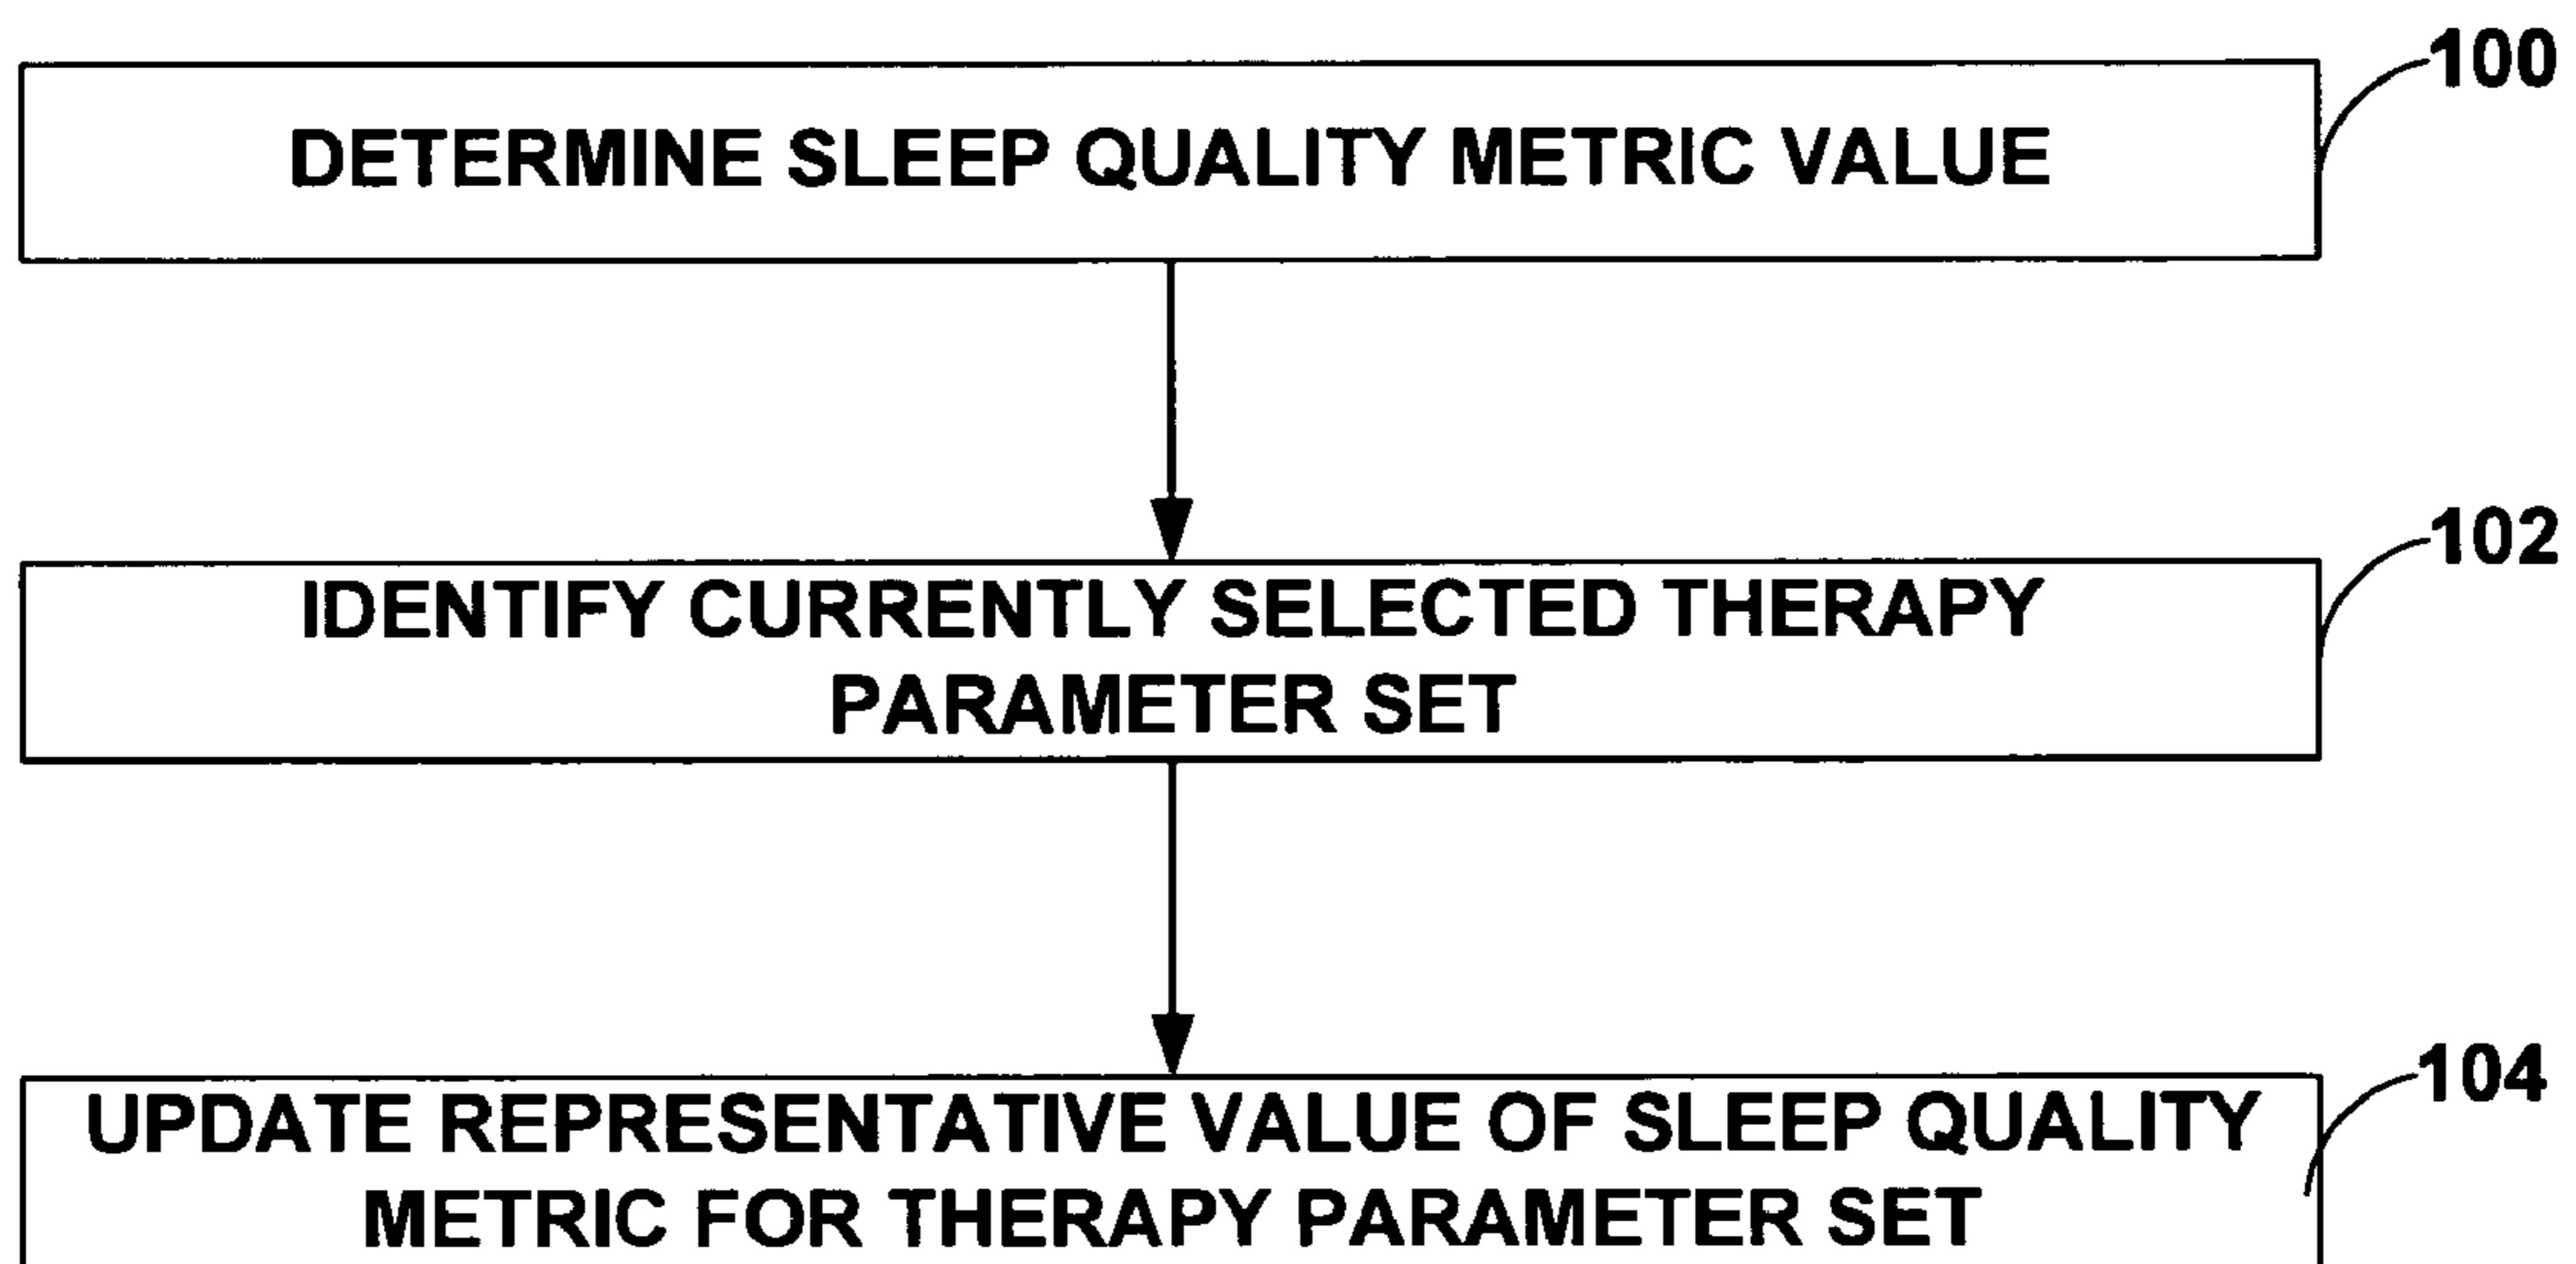 100
DETERMINE SLEEP QUALITY METRIC VALUE
102
IDENTIFY CURRENTLY SELECTED THERAPY
PARAMETER SET
104
UPDATE REPRESENTATIVE VALUE OF SLEEP QUALITY
METRIC FOR THERAPY PARAMETER SET